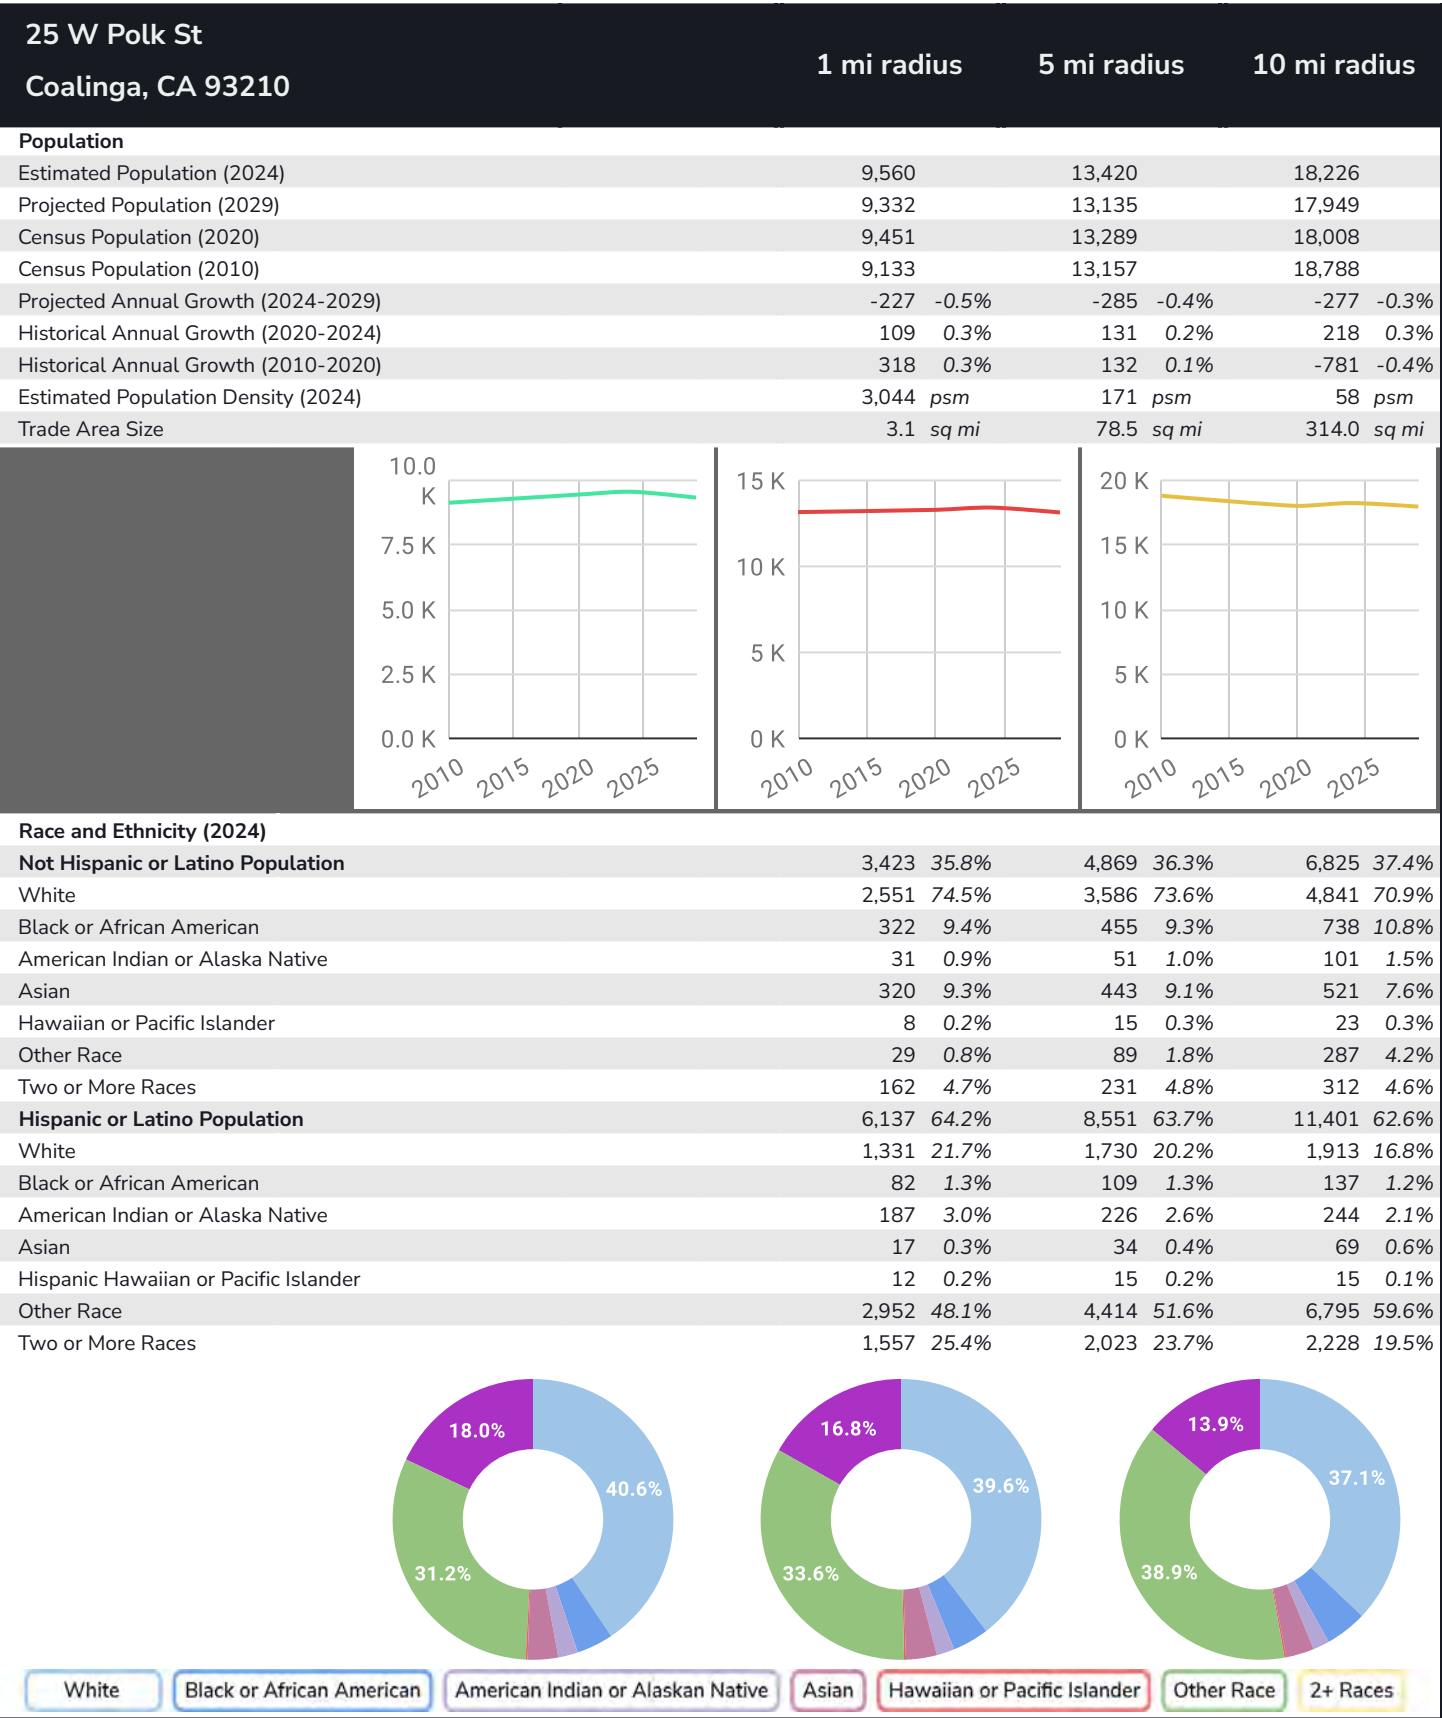 25 W Polk St
Coalinga, CA 93210
1 mi radius 5 mi radius 10 mi radius
Population
Estimated Population (2024) 9,560 13,420 18,226
Projected Population (2029) 9,332 13,135 17,949
Census Population (2020) 9,451 13,289 18,008
Census Population (2010) 9,133 13,157 18,788
Projected Annual Growth (2024-2029) -227 -0.5% -285 -0.4% -277 -0.3%
Historical Annual Growth (2020-2024) 109 0.3% 131 0.2% 218 0.3%
Historical Annual Growth (2010-2020) 318 0.3% 132 0.1% -781 -0.4%
Estimated Population Density (2024) 3,044 psm 171 psm 58 psm
Trade Area Size 3.1 sq mi 78.5 sq mi 314.0 sq mi
10.0
K
7.5 K
5.0 K
2.5 K
0.0 K
2010 2015 2020 2025
15 K
10 K
5 K
0 K
2010 2015 2020 2025
20 K
15 K
10 K
5 K
0 K
2010 2015 2020 2025
Race and Ethnicity (2024)
Not Hispanic or Latino Population 3,423 35.8% 4,869 36.3% 6,825 37.4%
White 2,551 74.5% 3,586 73.6% 4,841 70.9%
Black or African American 322 9.4% 455 9.3% 738 10.8%
American Indian or Alaska Native 31 0.9% 51 1.0% 101 1.5%
Asian 320 9.3% 443 9.1% 521 7.6%
Hawaiian or Pacific Islander 8 0.2% 15 0.3% 23 0.3%
Other Race 29 0.8% 89 1.8% 287 4.2%
Two or More Races 162 4.7% 231 4.8% 312 4.6%
Hispanic or Latino Population 6,137 64.2% 8,551 63.7% 11,401 62.6%
White 1,331 21.7% 1,730 20.2% 1,913 16.8%
Black or African American 82 1.3% 109 1.3% 137 1.2%
American Indian or Alaska Native 187 3.0% 226 2.6% 244 2.1%
Asian 17 0.3% 34 0.4% 69 0.6%
Hispanic Hawaiian or Pacific Islander 12 0.2% 15 0.2% 15 0.1%
Other Race 2,952 48.1% 4,414 51.6% 6,795 59.6%
Two or More Races 1,557 25.4% 2,023 23.7% 2,228 19.5%
18.0%
40.6%
31.2%
16.8%
39.6%
33.6%
13.9%
37.1%
38.9%
White Black or African American American Indian or Alaskan Native Asian Hawaiian or Pacific Islander Other Race 2+ Races